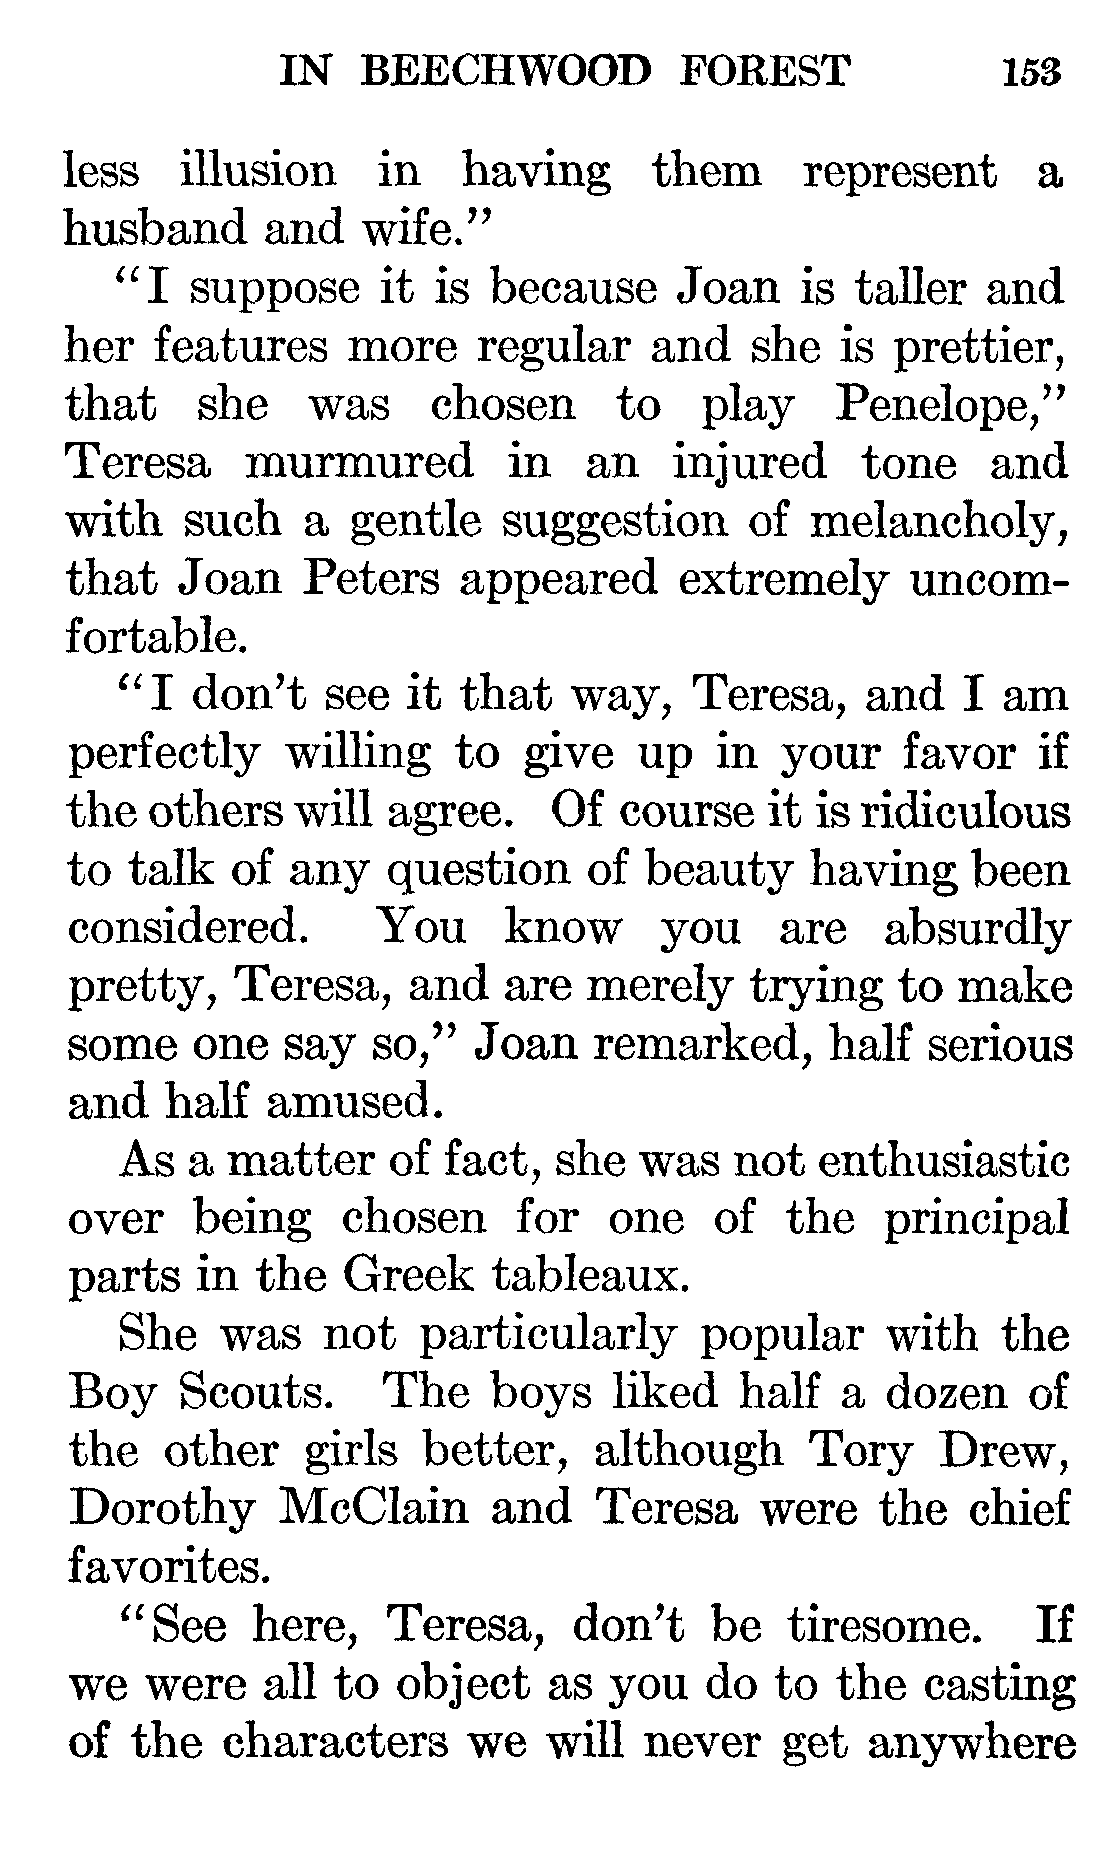 IN BEECHWOOD FOREST 153
less illusion in having them represent a
husband and wife."
"I suppose it is because Joan is taller and
her features more regular and she is prettier,
that she was chosen to play Penelope,"
Teresa murmured in an injured tone and
with such a gentle suggestion of melancholy,
that Joan Peters appeared extremely uncom-
fortable.
"I don't see it that way, Teresa, and I am
perfectly willing to give up in your favor if
the others will agree. Of course it is ridiculous
to talk of any question of beauty having been
considered. You know you are absurdly
pretty, Teresa, and are merely trying to make
some one say so," Joan remarked, half serious
and half amused.
As a matter of fact, she was not enthusiastic
over being chosen for one of the principal
parts in the Greek tableaux.
She was not particularly popular with the
Boy Scouts. The boys liked half a dozen of
the other girls better, although Tory Drew,
Dorothy McClain and Teresa were the chief
favorites.
"See here, Teresa, don't be tiresome. If
we were all to object as you do to the casting
of the characters we will never get anywhere